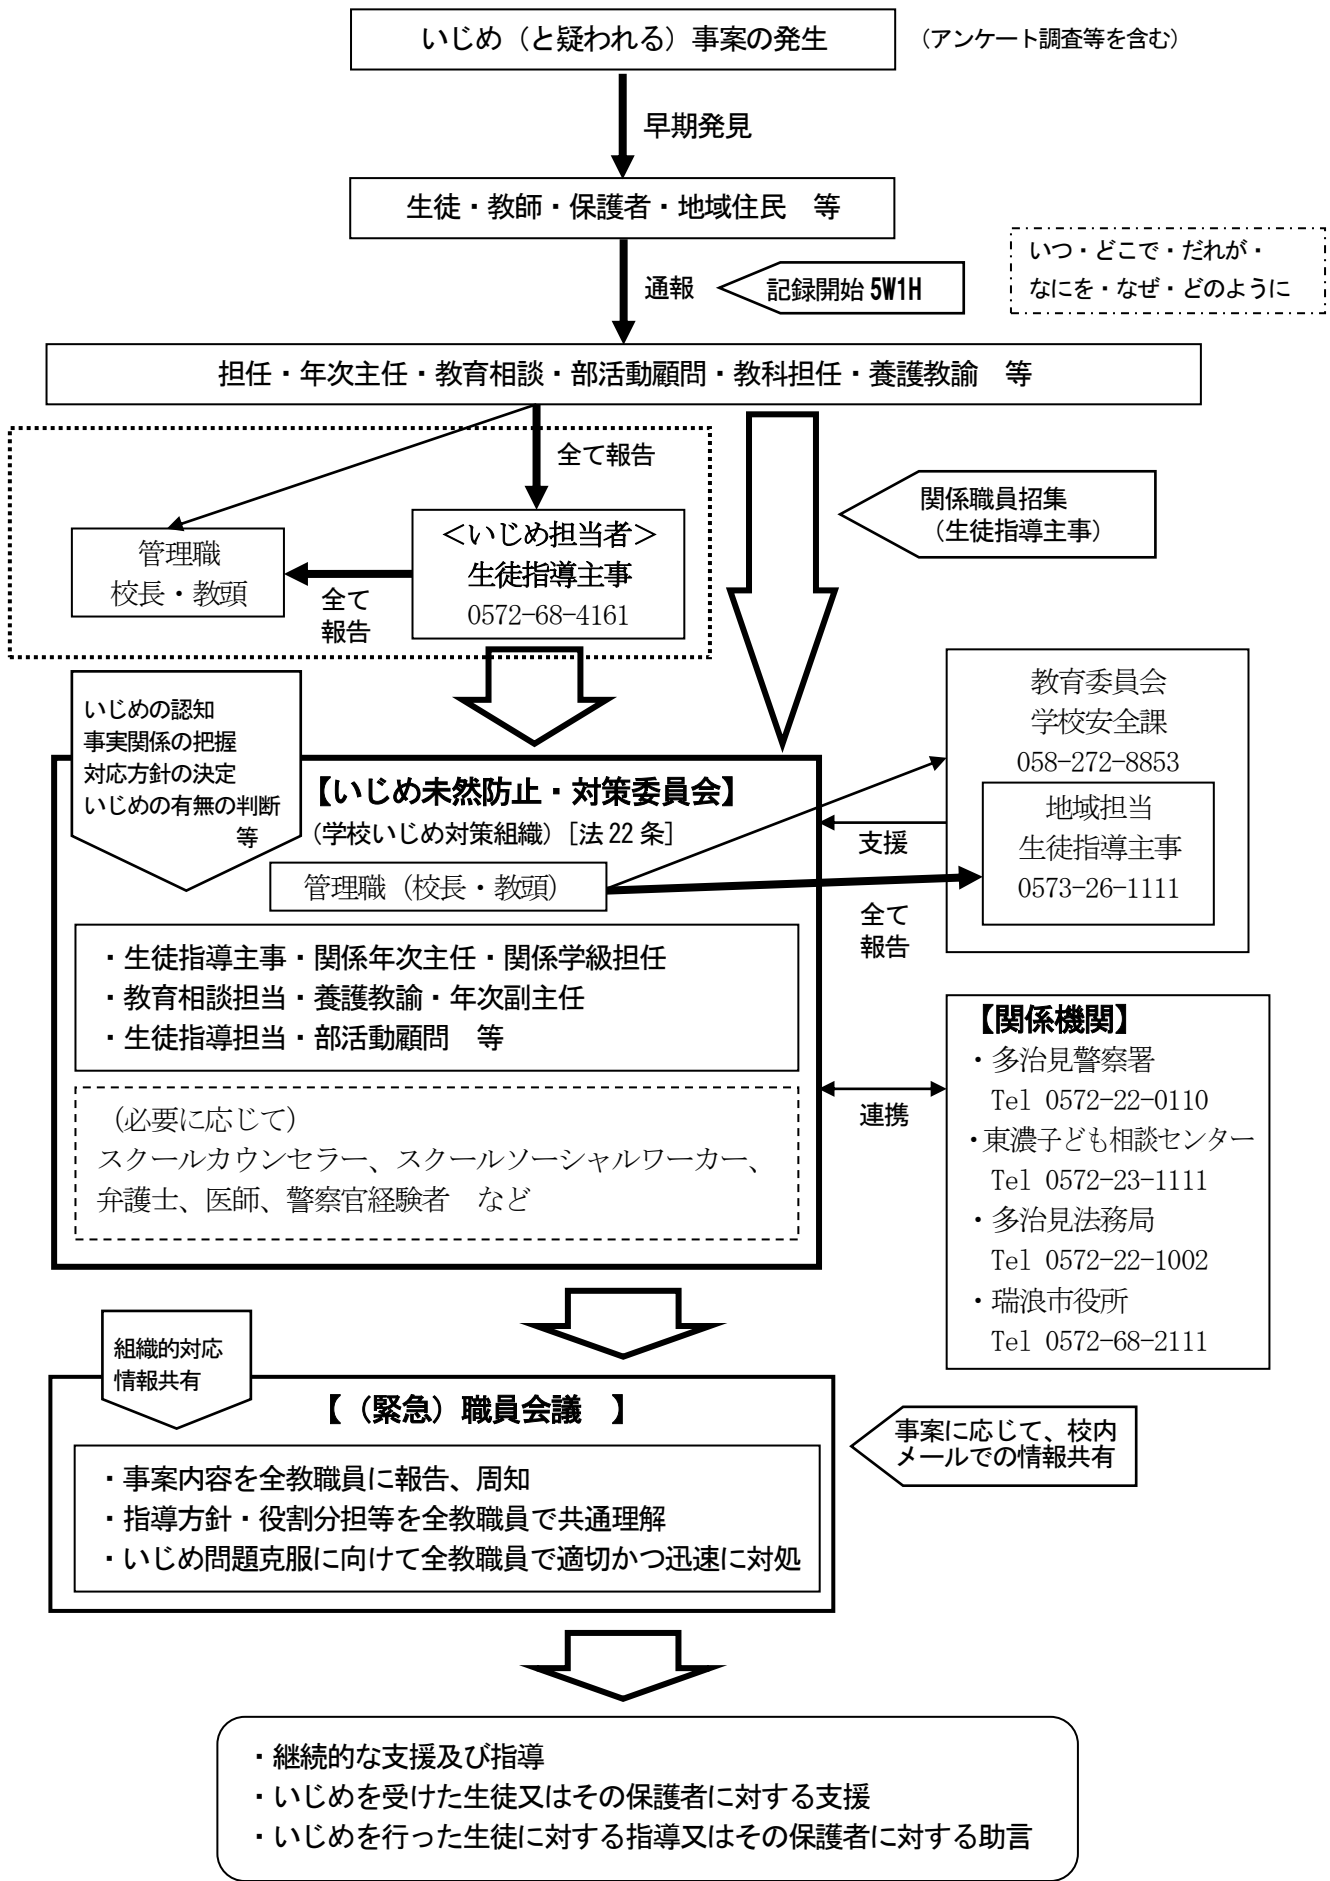 いじめ（と疑われる）事案の発生
（アンケート調査等を含む）
早期発見
生徒・教師・保護者・地域住民　等
いつ・どこで・だれが・
なにを・なぜ・どのように
通報
記録開始 5W1H
担任・年次主任・教育相談・部活動顧問・教科担任・養護教諭　等
全て報告
関係職員招集
（生徒指導主事）
＜いじめ担当者＞
生徒指導主事
0572-68-4161
管理職
校長・教頭
全て
報告
いじめの認知
事実関係の把握
対応方針の決定
いじめの有無の判断
等
教育委員会
学校安全課
058-272-8853
地域担当
生徒指導主事
0573-26-1111
【いじめ未然防止・対策委員会】
（学校いじめ対策組織）［法 22 条］
支援
管理職（校長・教頭）
全て
報告
・生徒指導主事・関係年次主任・関係学級担任
・教育相談担当・養護教諭・年次副主任
・生徒指導担当・部活動顧問　等
（必要に応じて）
スクールカウンセラー、スクールソーシャルワーカー、
弁護士、医師、警察官経験者　など
連携
【関係機関】
・多治見警察署
Tel 0572-22-0110
・東濃子ども相談センター
Tel 0572-23-1111
・多治見法務局
Tel 0572-22-1002
・瑞浪市役所
Tel 0572-68-2111
組織的対応
情報共有
【（緊急）職員会議　】
事案に応じて、校内
メールでの情報共有
・事案内容を全教職員に報告、周知
・指導方針・役割分担等を全教職員で共通理解
・いじめ問題克服に向けて全教職員で適切かつ迅速に対処
・継続的な支援及び指導
・いじめを受けた生徒又はその保護者に対する支援
・いじめを行った生徒に対する指導又はその保護者に対する助言